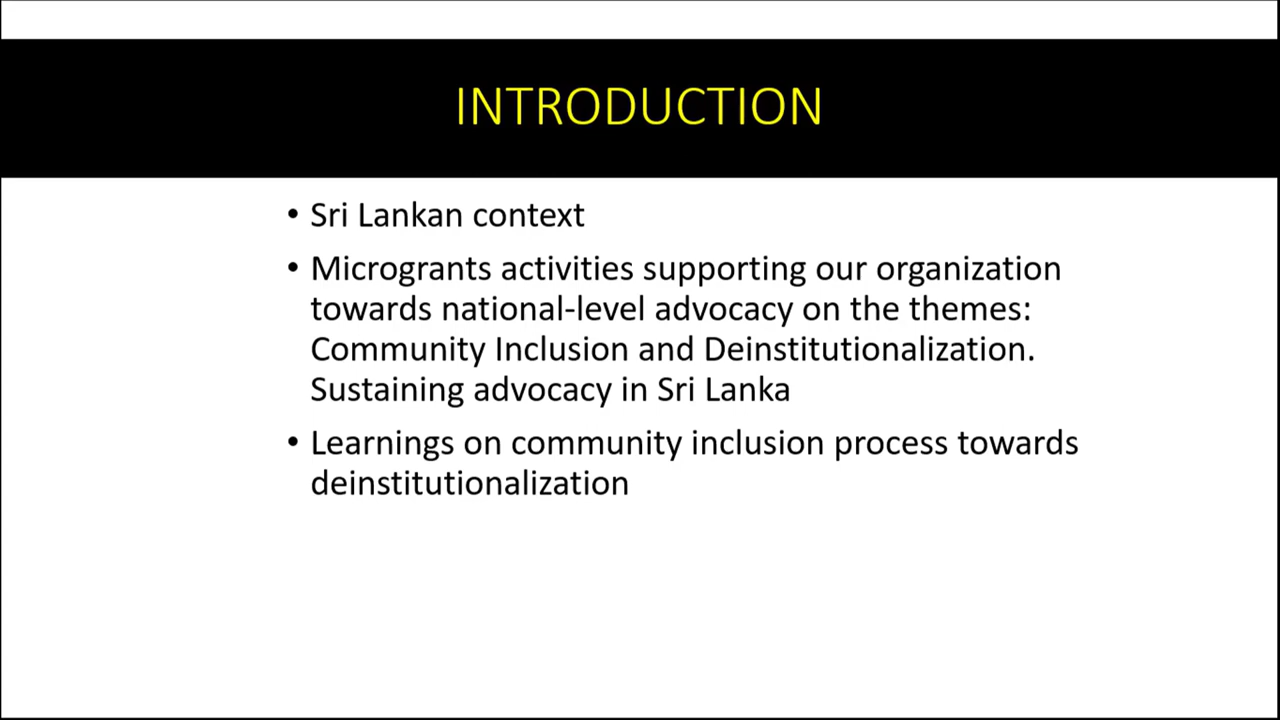 INTRODUCTION
• Sri Lankan context
• Microgrants activities supporting our organization
towards national-level advocacy on the themes:
Community Inclusion and Deinstitutionalization.
Sustaining advocacy in Sri Lanka
• Learnings on community inclusion process towards
deinstitutionalization